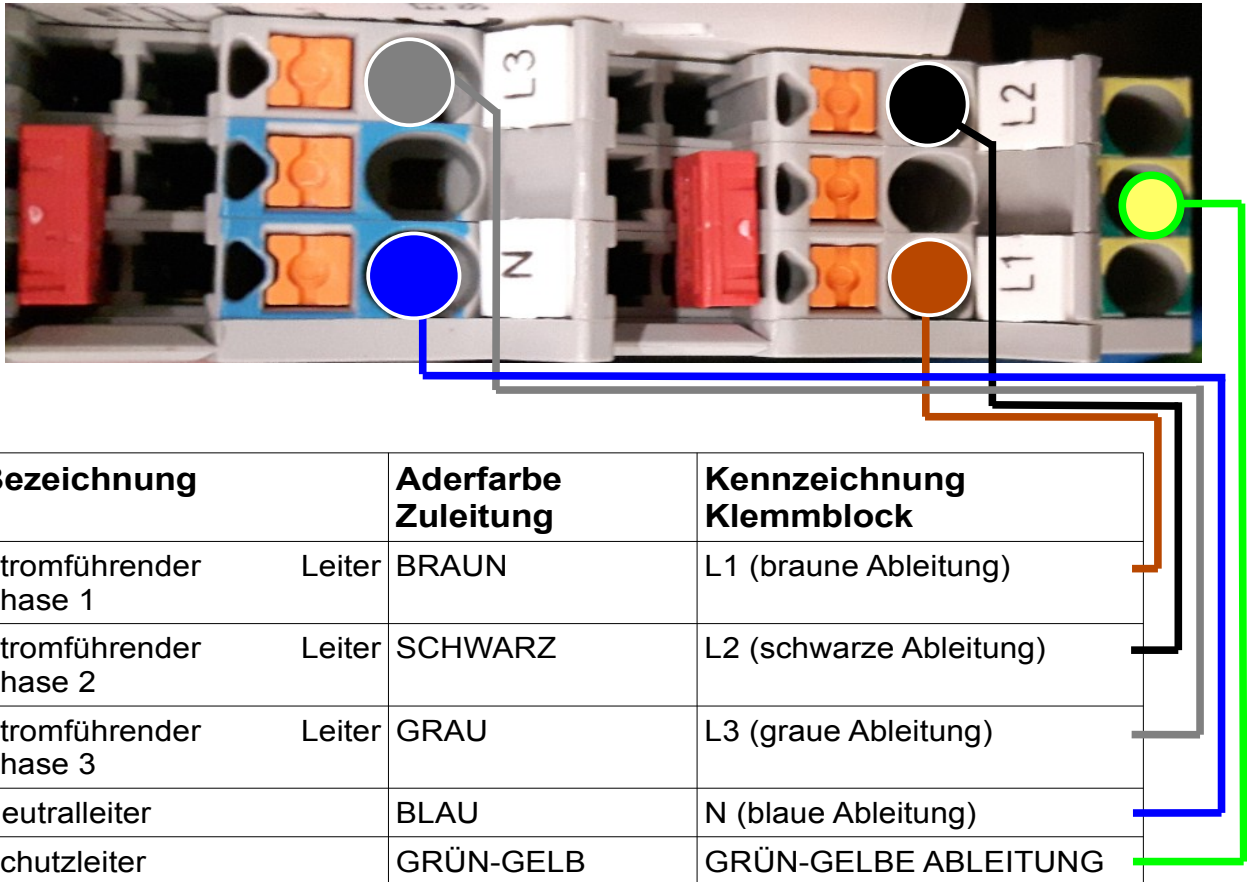 L3
L2
N
L1
Bezeichnung
Aderfarbe
Zuleitung
Kennzeichnung
Klemmblock
tromführender Leiter
hase 1
BRAUN
L1 (braune Ableitung)
tromführender Leiter
hase 2
SCHWARZ
L2 (schwarze Ableitung)
tromführender Leiter
hase 3
GRAU
L3 (graue Ableitung)
eutralleiter
BLAU
N (blaue Ableitung)
chutzleiter
GRÜN-GELB
GRÜN-GELBE ABLEITUNG